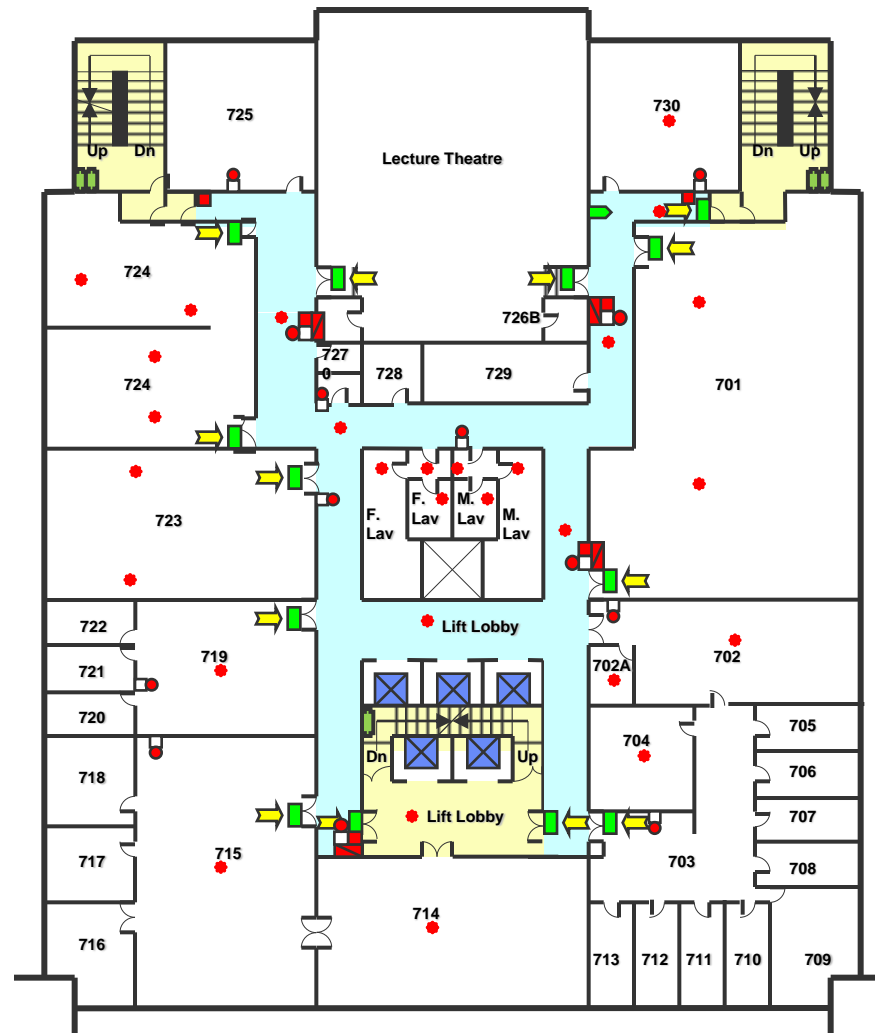 730
725
Up
Dn
Dn
Up
Lecture Theatre
724
726B
727
0
728
729
701
724
723
F.
Lav
F.
Lav
M.
Lav
M.
Lav
722
Lift Lobby
719
721
702A
702
720
705
704
Dn
Up
706
718
707
Lift Lobby
717
715
703
708
714
716
713
712
711
710
709